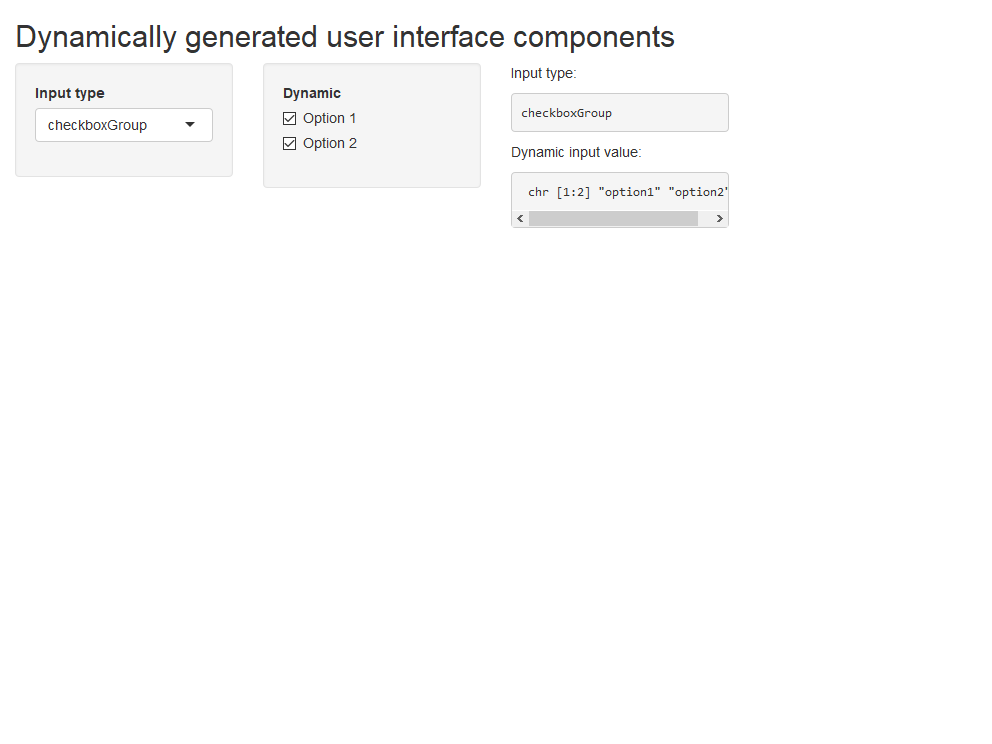 Dynamically generated user interface components
Input type
checkboxGroup
Dynamic
Option 1
Option 2
Input type:
checkboxGroup
Dynamic input value:
chr [1:2] "option1" "option2"